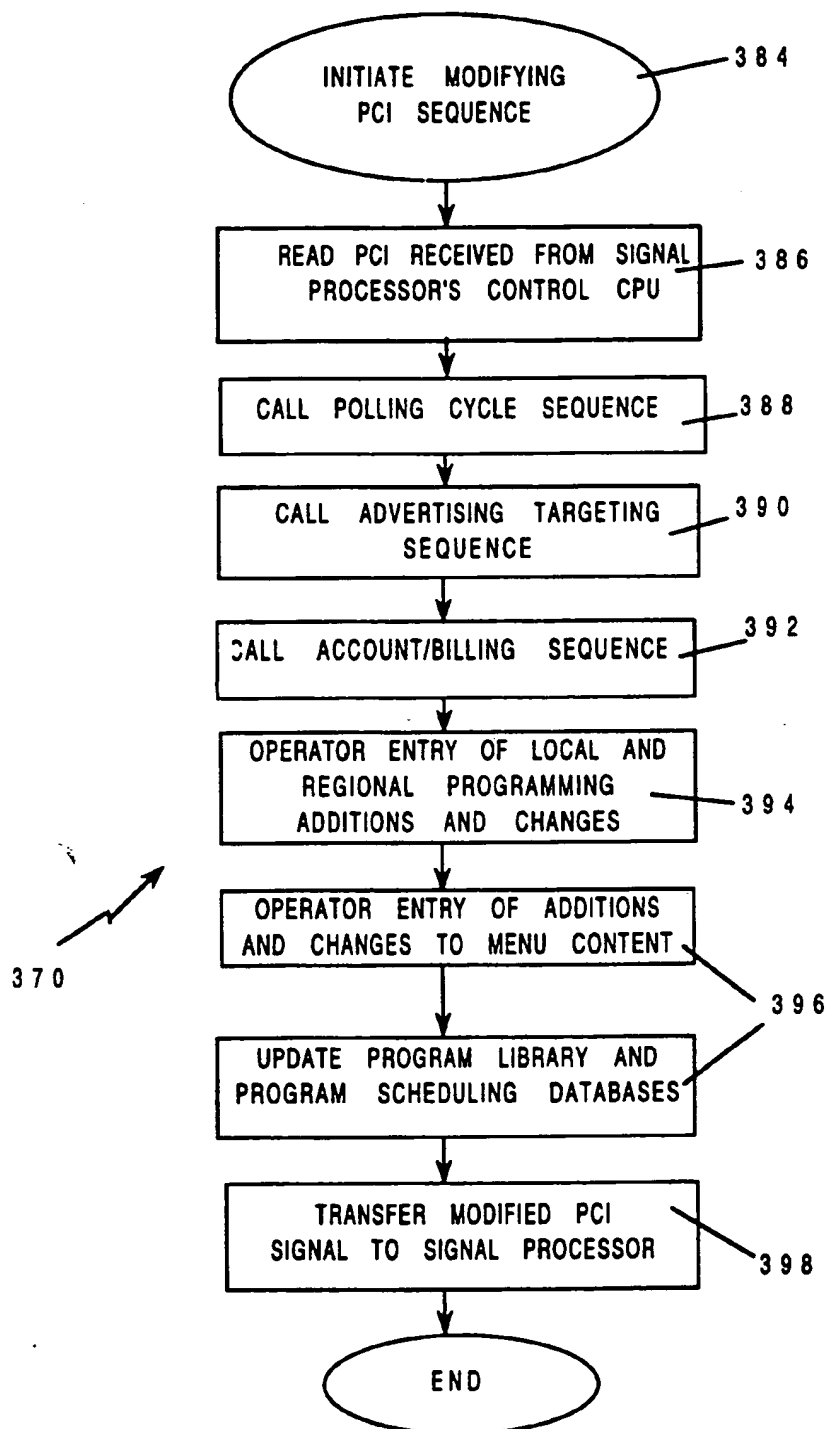 INITIATE MODIFYING
PCI SEQUENCE
384
READ PCI RECEIVED FROM SIGNAL
PROCESSOR'S CONTROL CPU
386
CALL POLLING CYCLE SEQUENCE
388
CALL ADVERTISING TARGETING
SEQUENCE
390
CALL ACCOUNT/BILLING SEQUENCE
392
OPERATOR ENTRY OF LOCAL AND
REGIONAL PROGRAMMING
ADDITIONS AND CHANGES
394
OPERATOR ENTRY OF ADDITIONS
AND CHANGES TO MENU CONTENT
370
396
UPDATE PROGRAM LIBRARY AND
PROGRAM SCHEDULING DATABASES
TRANSFER MODIFIED PCI
SIGNAL TO SIGNAL PROCESSOR
398
END